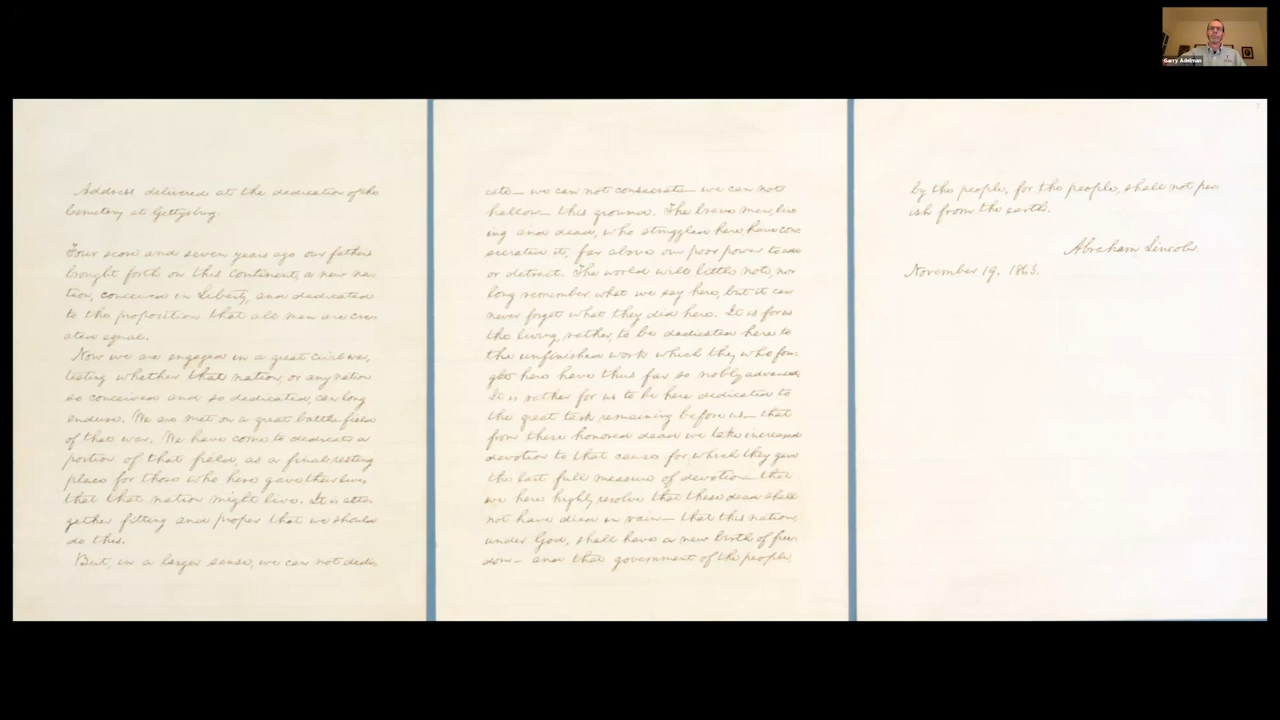 Garry Adelman
Address delivered at the dedication of the
Cemetery at Gettysburg.
Four score and seven years ago our fathers
brought forth on this continent, a new na-
tion, conceived in Liberty, and dedicated
to the proposition that all men are cre-
ated equal.
Now we are engaged in a great civil war,
testing whether that nation, or any nation
so conceived and so dedicated, can long
endure. We are met on a great battle field
of that war. We have come to dedicate a
portion of that field, as a final resting
place for those who here gave their lives
that that nation might live. It is alto-
gether fitting and proper that we should
do this.
But, in a larger sense, we can not dedi-
cate— we can not consecrate— we can not
hallow— this ground. The brave men, liv-
ing and dead, who struggled here have con-
secrated it, far above our poor power to add
or detract. The world will little note, nor
long remember what we say here, but it can
never forget what they did here. It is for us
the living, rather, to be dedicated here to
the unfinished work which they who fou-
ght here have thus far so nobly advanced.
It is rather for us to be here dedicated to
the great task remaining before us— that
from these honored dead we take increased
devotion to that cause for which they gave
the last full measure of devotion— that
we here highly resolve that these dead shall
not have died in vain— that this nation,
under God, shall have a new birth of free-
dom— and that government of the people,
by the people, for the people, shall not per-
ish from the earth.
Abraham Lincoln.
November 19. 1863.